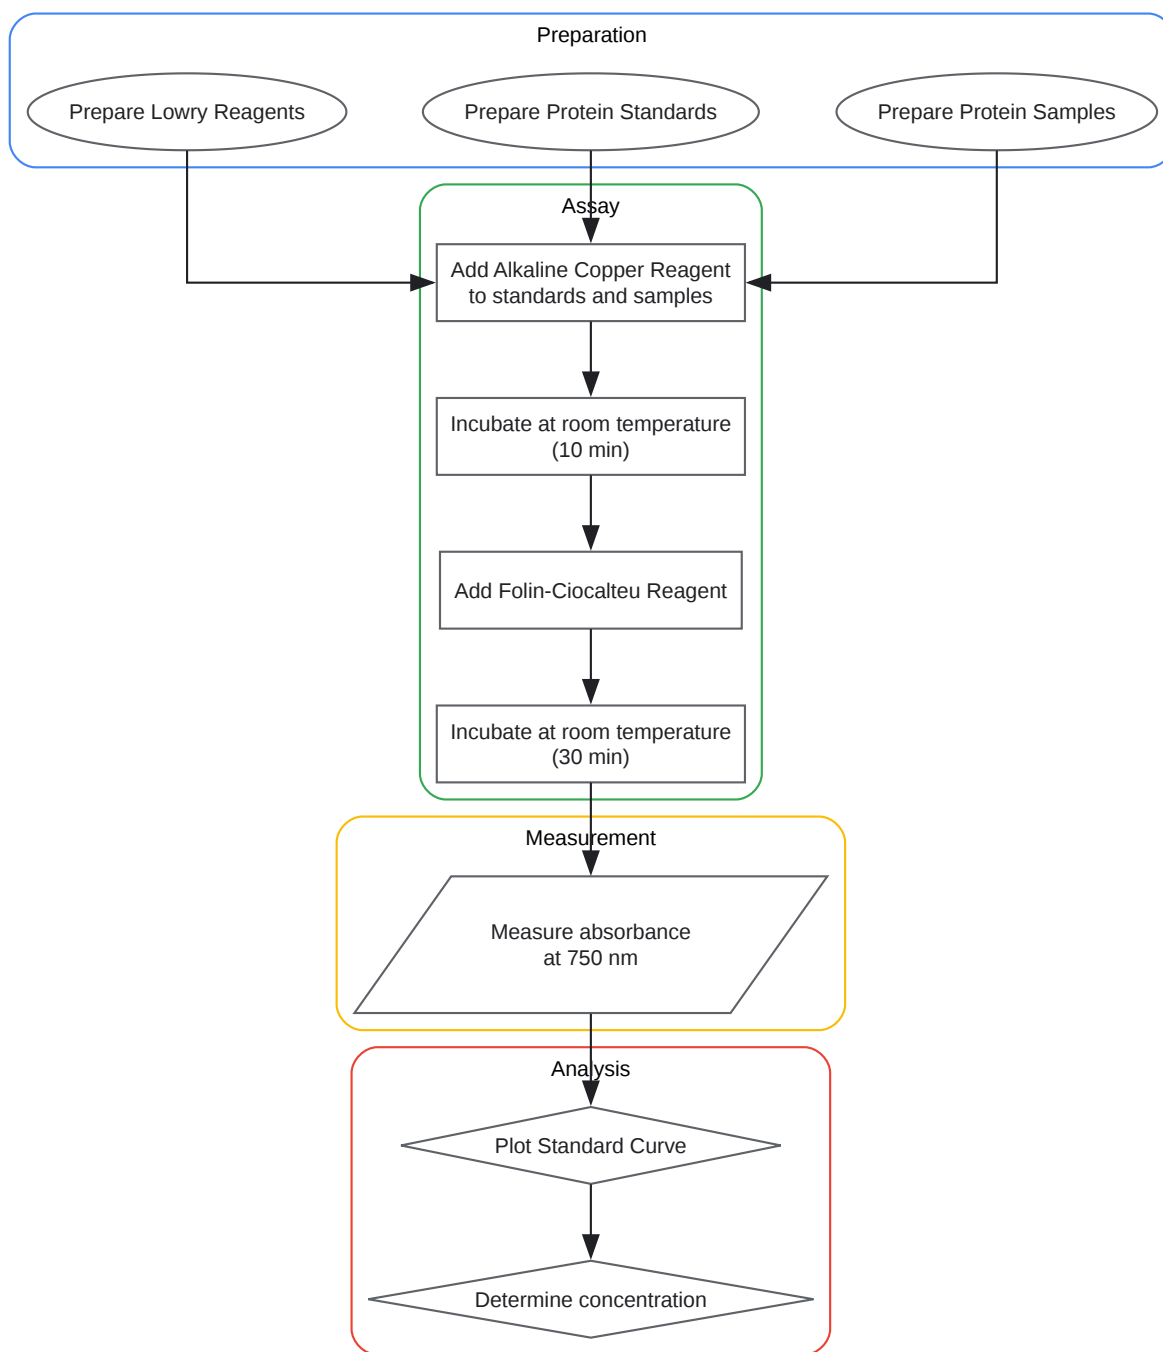 Preparation
Prepare Lowry Reagents
Prepare Protein Standards
Prepare Protein Samples
Assay
Add Alkaline Copper Reagent
to standards and samples
Incubate at room temperature
(10 min)
Add Folin-Ciocalteu Reagent
Incubate at room temperature
(30 min)
Measurement
Measure absorbance
at 750 nm
Analysis
Plot Standard Curve
Determine concentration